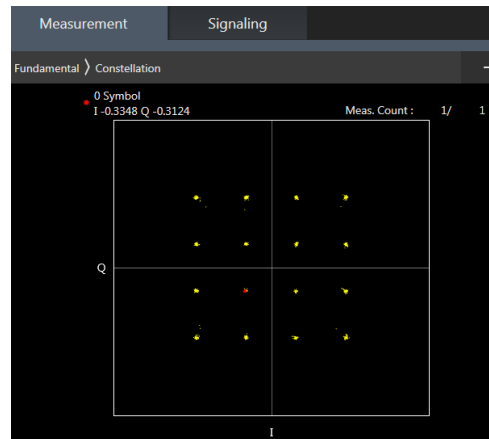 Measurement Signaling
Fundamental 〉 Constellation
0 Symbol
I -0.3348 Q -0.3124 Meas. Count : 1/ 1
Q
I